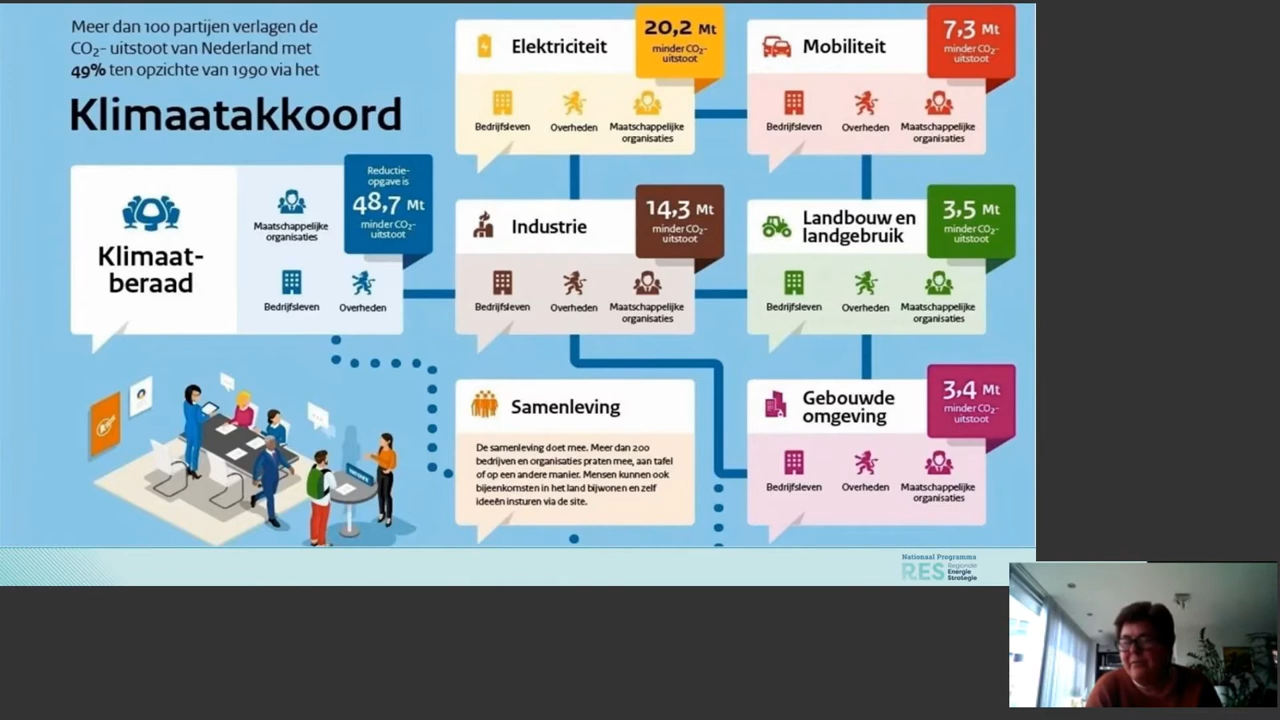 Meer dan 100 partijen verlagen de
CO₂- uitstoot van Nederland met
49% ten opzichte van 1990 via het
Klimaatakkoord
Klimaat-
beraad
Maatschappelijke
organisaties
Bedrijfsleven
Overheden
Reductie-
opgave is
48,7 Mt
minder CO₂-
uitstoot
Elektriciteit
20,2 Mt
minder CO₂-
uitstoot
Bedrijfsleven
Overheden
Maatschappelijke
organisaties
Mobiliteit
7,3 Mt
minder CO₂-
uitstoot
Bedrijfsleven
Overheden
Maatschappelijke
organisaties
Industrie
14,3 Mt
minder CO₂-
uitstoot
Bedrijfsleven
Overheden
Maatschappelijke
organisaties
Landbouw en
landgebruik
3,5 Mt
minder CO₂-
uitstoot
Bedrijfsleven
Overheden
Maatschappelijke
organisaties
Samenleving
De samenleving doet mee. Meer dan 200
bedrijven en organisaties praten mee, aan tafel
of op een andere manier. Mensen kunnen ook
bijeenkomsten in het land bijwonen en zelf
ideeën insturen via de site.
Gebouwde
omgeving
3,4 Mt
minder CO₂-
uitstoot
Bedrijfsleven
Overheden
Maatschappelijke
organisaties
Nationaal Programma
RES
Regionale
Energie
Strategie